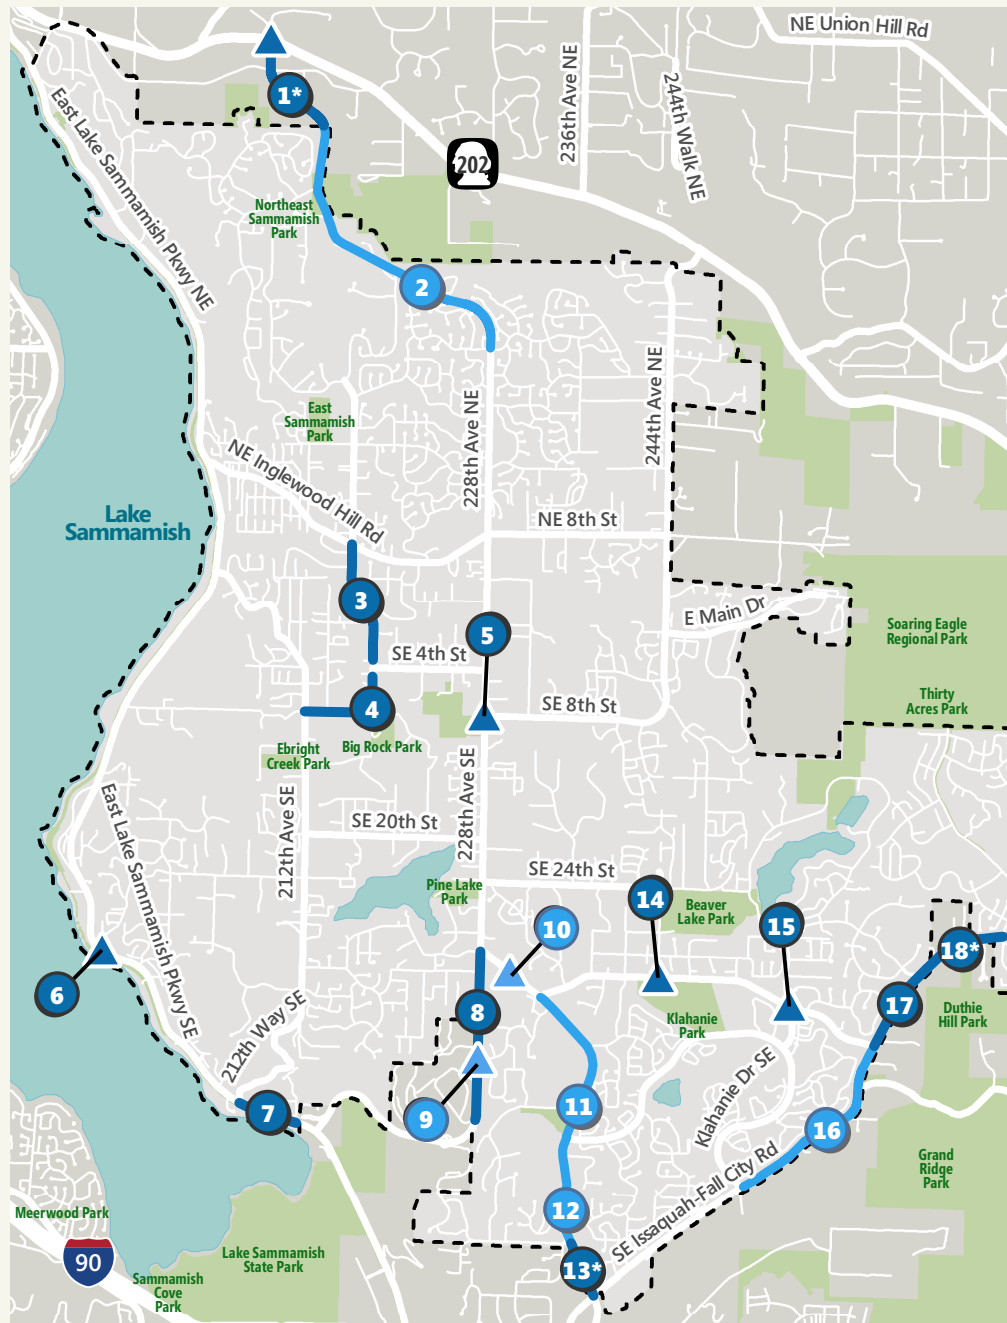 NE Union Hill Rd
1*
East Lake Sammamish Pkwy NE
236th Ave NE
244th Walk NE
202
Northeast
Sammamish
Park
2
244th Ave NE
228th Ave NE
East
Sammamish
Park
NE Inglewood Hill Rd
Lake
Sammamish
NE 8th St
3
E Main Dr
5
Soaring Eagle
Regional Park
SE 4th St
Thirty
Acres Park
4
SE 8th St
Big Rock Park
Ebright
Creek Park
228th Ave SE
212th Ave SE
East Lake Sammamish Pkwy SE
SE 20th St
SE 24th St
Pine Lake
Park
14
Beaver
Lake Park
10
15
18*
6
8
17
Duthie
Hill Park
Klahanie
Park
212th Way SE
Klahanie Dr SE
7
9
11
16
Grand
Ridge
Park
SE Issaquah-Fall City Rd
12
Meerwood Park
90
Lake Sammamish
State Park
Sammamish
Cove
Park
13*